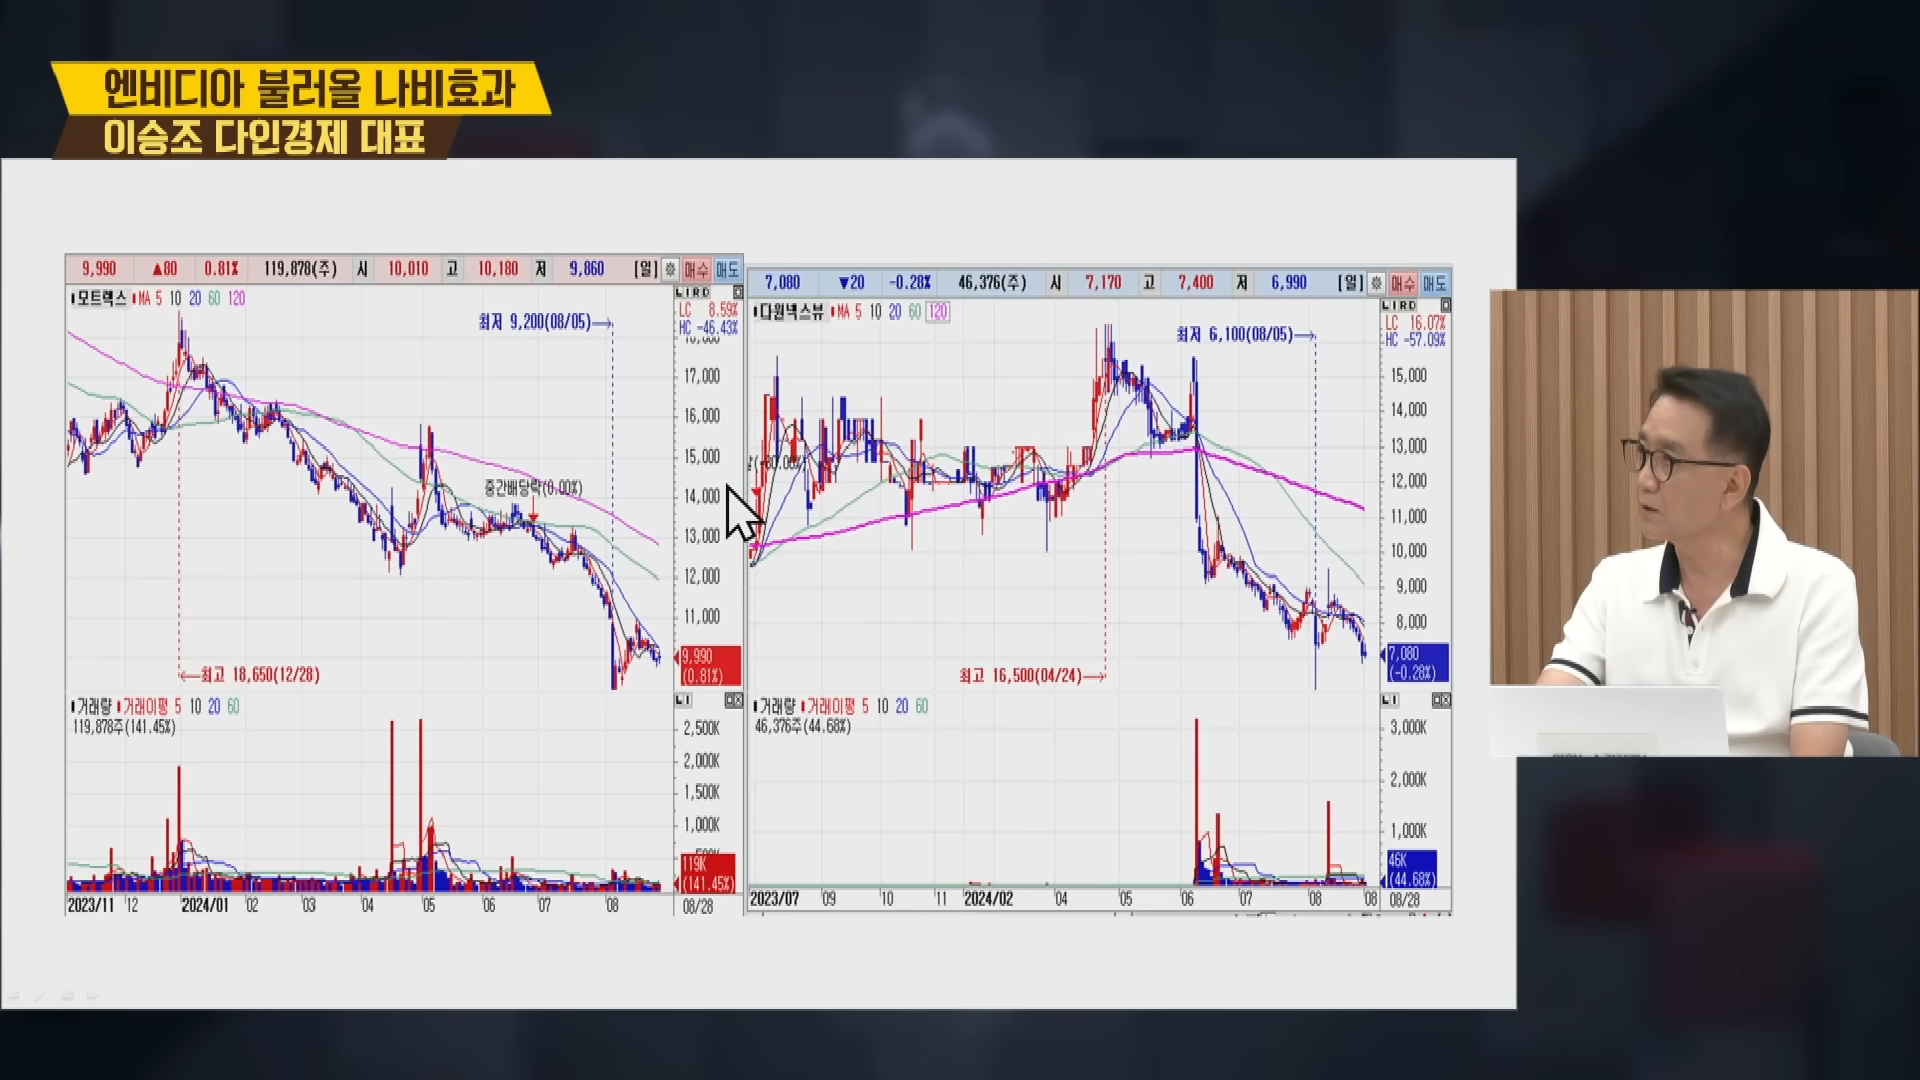 엔비디아 불러올 나비효과
이승조 다인경제 대표
9,990 ▲80 0.81% 119,878(주) 시 10,010 고 10,180 저 9,860 [일] 매수 매도
모트렉스 MA 5 10 20 60 120
LIRD
LC 8.59%
HC -46.43%
최저 9,200(08/05)
17,000
16,000
15,000
중간배당락(0.00%)
14,000
13,000
12,000
11,000
9,990
(0.81%)
최고 18,650(12/28)
거래량 거래이평 5 10 20 60
LI
119,878주(141.45%)
2,500K
2,000K
1,500K
1,000K
119K
(141.45%)
2023/11 12 2024/01 02 03 04 05 06 07 08 08/28
7,080 ▼20 -0.28% 46,376(주) 시 7,170 고 7,400 저 6,990 [일] 매수 매도
다원넥스뷰 MA 5 10 20 60 120
LIRD
LC 16.07%
HC -57.09%
최저 6,100(08/05)
15,000
14,000
13,000
12,000
11,000
10,000
9,000
8,000
7,080
(-0.28%)
최고 16,500(04/24)
거래량 거래이평 5 10 20 60
LI
46,376주(44.68%)
3,000K
2,000K
1,000K
46K
(44.68%)
2023/07 09 10 11 2024/02 04 05 06 07 08 08 08/28